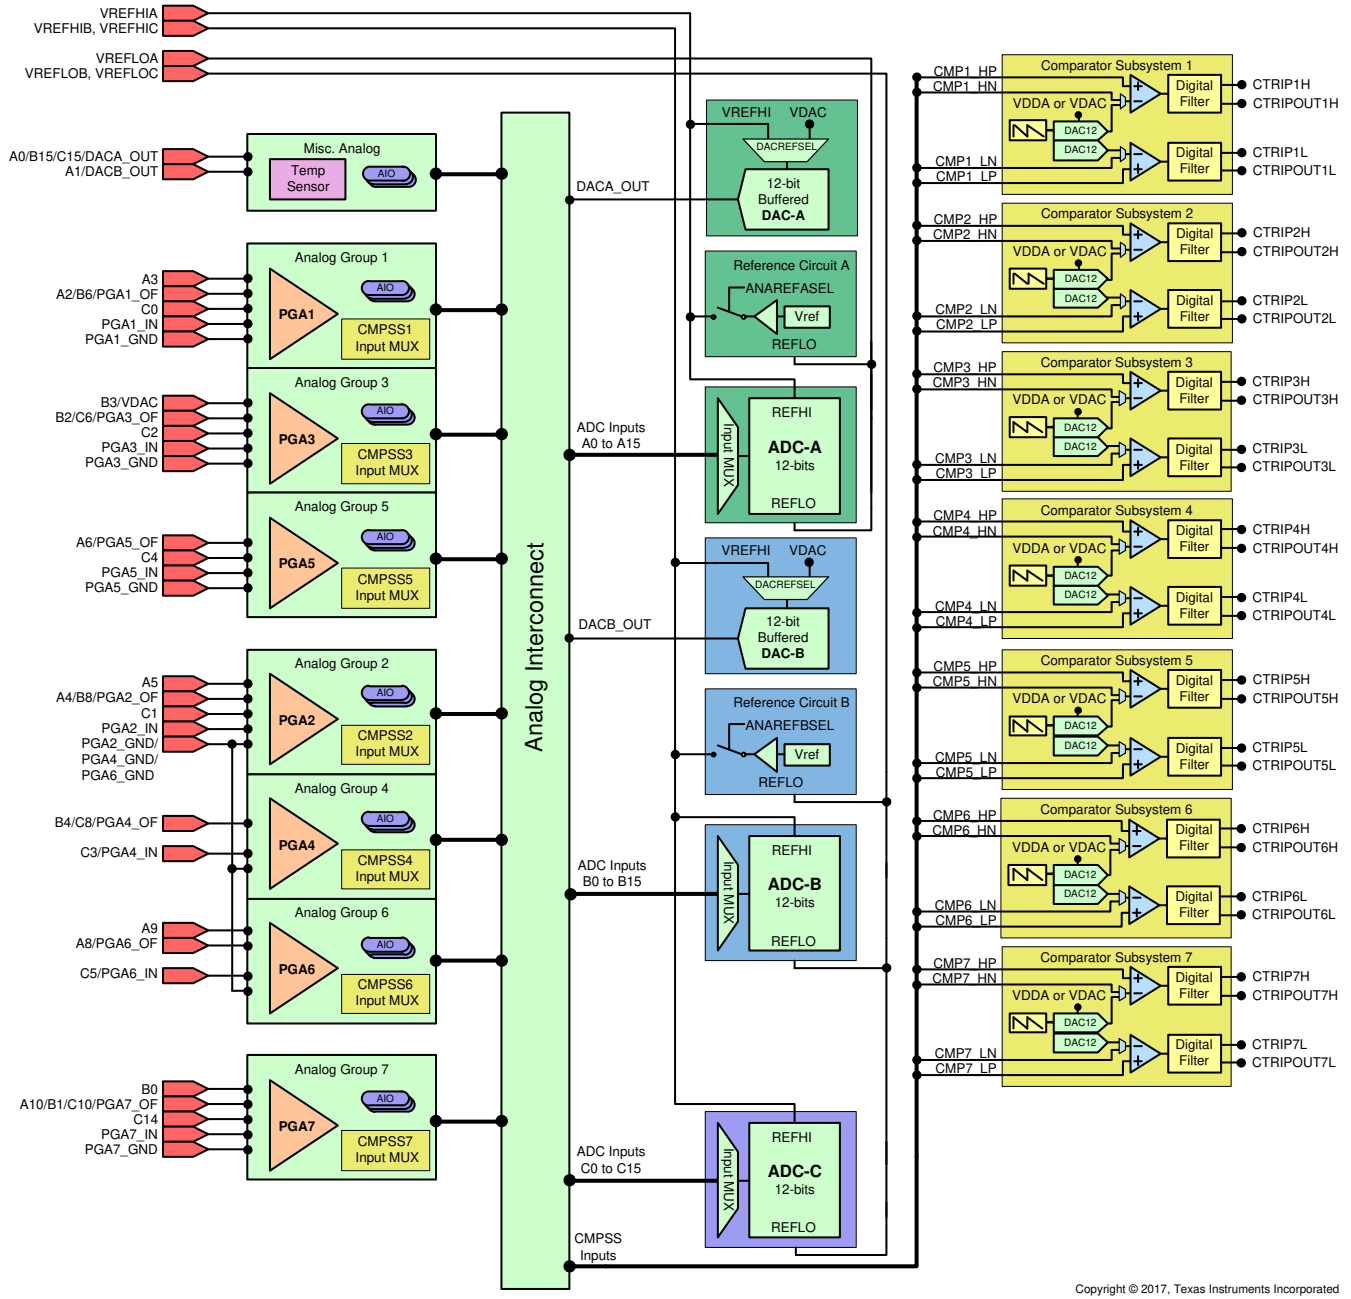 VREFHIA
VREFHIB, VREFHIC
VREFLOA
VREFLOB, VREFLOC
A0/B15/C15/DACA_OUT
A1/DACB_OUT
Misc. Analog
Temp
Sensor
AIO
A3
A2/B6/PGA1_OF
C0
PGA1_IN
PGA1_GND
Analog Group 1
PGA1
AIO
CMPSS1
Input MUX
B3/VDAC
B2/C6/PGA3_OF
C2
PGA3_IN
PGA3_GND
Analog Group 3
PGA3
AIO
CMPSS3
Input MUX
A6/PGA5_OF
C4
PGA5_IN
PGA5_GND
Analog Group 5
PGA5
AIO
CMPSS5
Input MUX
A5
A4/B8/PGA2_OF
C1
PGA2_IN
PGA2_GND/
PGA4_GND/
PGA6_GND
Analog Group 2
PGA2
AIO
CMPSS2
Input MUX
B4/C8/PGA4_OF
C3/PGA4_IN
Analog Group 4
PGA4
AIO
CMPSS4
Input MUX
A9
A8/PGA6_OF
C5/PGA6_IN
Analog Group 6
PGA6
AIO
CMPSS6
Input MUX
B0
A10/B1/C10/PGA7_OF
C14
PGA7_IN
PGA7_GND
Analog Group 7
PGA7
AIO
CMPSS7
Input MUX
Analog Interconnect
DACA_OUT
ADC Inputs
A0 to A15
DACB_OUT
ADC Inputs
B0 to B15
ADC Inputs
C0 to C15
CMPSS
Inputs
VREFHI
VDAC
DACREFSEL
12-bit
Buffered
DAC-A
Reference Circuit A
ANAREFASEL
Vref
REFLO
Input MUX
REFHI
ADC-A
12-bits
REFLO
VREFHI
VDAC
DACREFSEL
12-bit
Buffered
DAC-B
Reference Circuit B
ANAREFBSEL
Vref
REFLO
Input MUX
REFHI
ADC-B
12-bits
REFLO
Input MUX
REFHI
ADC-C
12-bits
REFLO
CMP1_HP
CMP1_HN
CMP1_LN
CMP1_LP
Comparator Subsystem 1
VDDA or VDAC
DAC12
DAC12
Digital
Filter
Digital
Filter
CTRIP1H
CTRIPOUT1H
CTRIP1L
CTRIPOUT1L
CMP2_HP
CMP2_HN
CMP2_LN
CMP2_LP
Comparator Subsystem 2
VDDA or VDAC
DAC12
DAC12
Digital
Filter
Digital
Filter
CTRIP2H
CTRIPOUT2H
CTRIP2L
CTRIPOUT2L
CMP3_HP
CMP3_HN
CMP3_LN
CMP3_LP
Comparator Subsystem 3
VDDA or VDAC
DAC12
DAC12
Digital
Filter
Digital
Filter
CTRIP3H
CTRIPOUT3H
CTRIP3L
CTRIPOUT3L
CMP4_HP
CMP4_HN
CMP4_LN
CMP4_LP
Comparator Subsystem 4
VDDA or VDAC
DAC12
DAC12
Digital
Filter
Digital
Filter
CTRIP4H
CTRIPOUT4H
CTRIP4L
CTRIPOUT4L
CMP5_HP
CMP5_HN
CMP5_LN
CMP5_LP
Comparator Subsystem 5
VDDA or VDAC
DAC12
DAC12
Digital
Filter
Digital
Filter
CTRIP5H
CTRIPOUT5H
CTRIP5L
CTRIPOUT5L
CMP6_HP
CMP6_HN
CMP6_LN
CMP6_LP
Comparator Subsystem 6
VDDA or VDAC
DAC12
DAC12
Digital
Filter
Digital
Filter
CTRIP6H
CTRIPOUT6H
CTRIP6L
CTRIPOUT6L
CMP7_HP
CMP7_HN
CMP7_LN
CMP7_LP
Comparator Subsystem 7
VDDA or VDAC
DAC12
DAC12
Digital
Filter
Digital
Filter
CTRIP7H
CTRIPOUT7H
CTRIP7L
CTRIPOUT7L
Copyright © 2017, Texas Instruments Incorporated